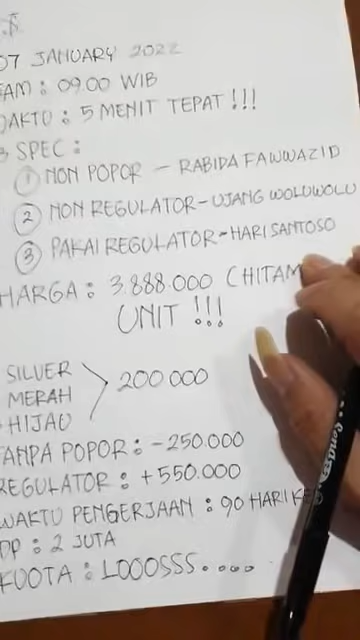 07 JANUARY 2022
JAM : 09.00 WIB
WAKTU : 5 MENIT TEPAT !!!
3 SPEC :
① NON POPOR - RABIDA FAWWAZID
② NON REGULATOR - UJANG WOLUWOLU
③ PAKAI REGULATOR - HARI SANTOSO
HARGA : 3.888.000 CHITAM
UNIT !!!
SILVER
MERAH
HIJAU
200 000
TANPA POPOR : -250.000
REGULATOR : +550.000
WAKTU PENGERJAAN : 90 HARI KE
DP : 2 JUTA
KUOTA : LOOOSSS.....